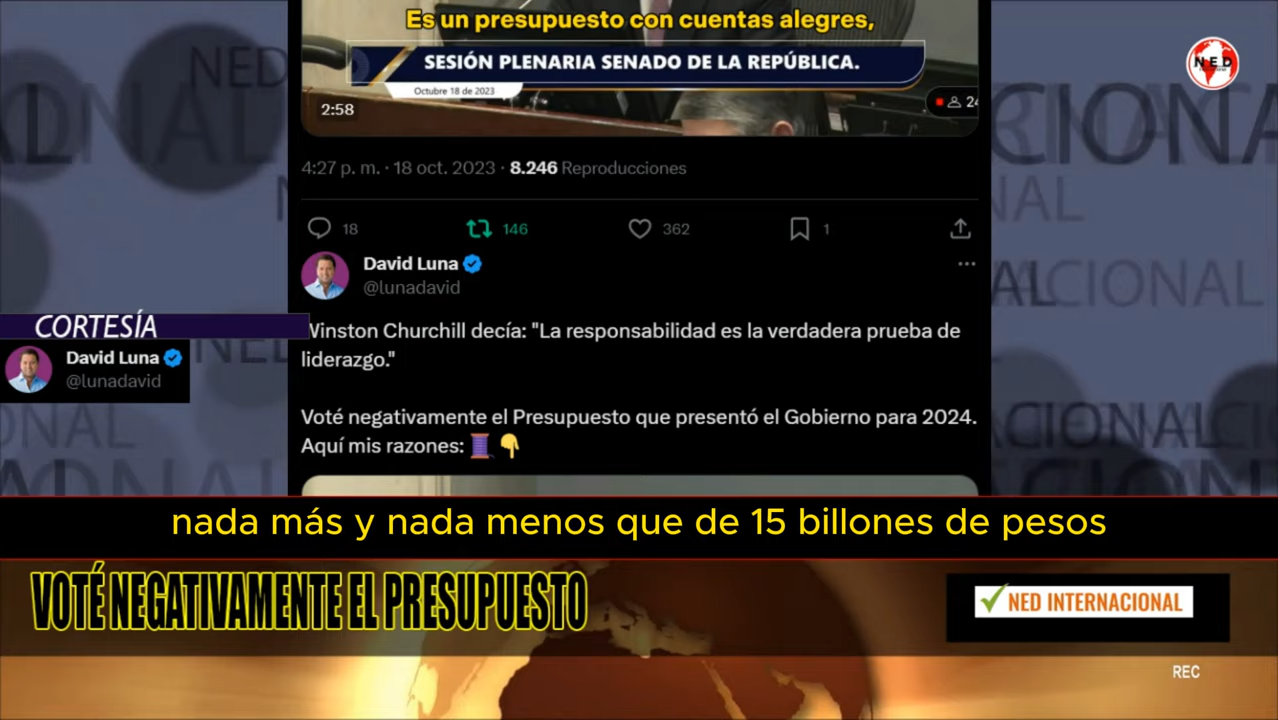 Es un presupuesto con cuentas alegres,
SESIÓN PLENARIA SENADO DE LA REPÚBLICA.
Octubre 18 de 2023
2:58
24
NED
4:27 p. m. · 18 oct. 2023 · 8.246 Reproducciones
18 146 362 1
David Luna
@lunadavid
Winston Churchill decía: "La responsabilidad es la verdadera prueba de
liderazgo."
Voté negativamente el Presupuesto que presentó el Gobierno para 2024.
Aquí mis razones: 🧵 👇
CORTESÍA
David Luna
@lunadavid
nada más y nada menos que de 15 billones de pesos
VOTÉ NEGATIVAMENTE EL PRESUPUESTO
NED INTERNACIONAL
REC